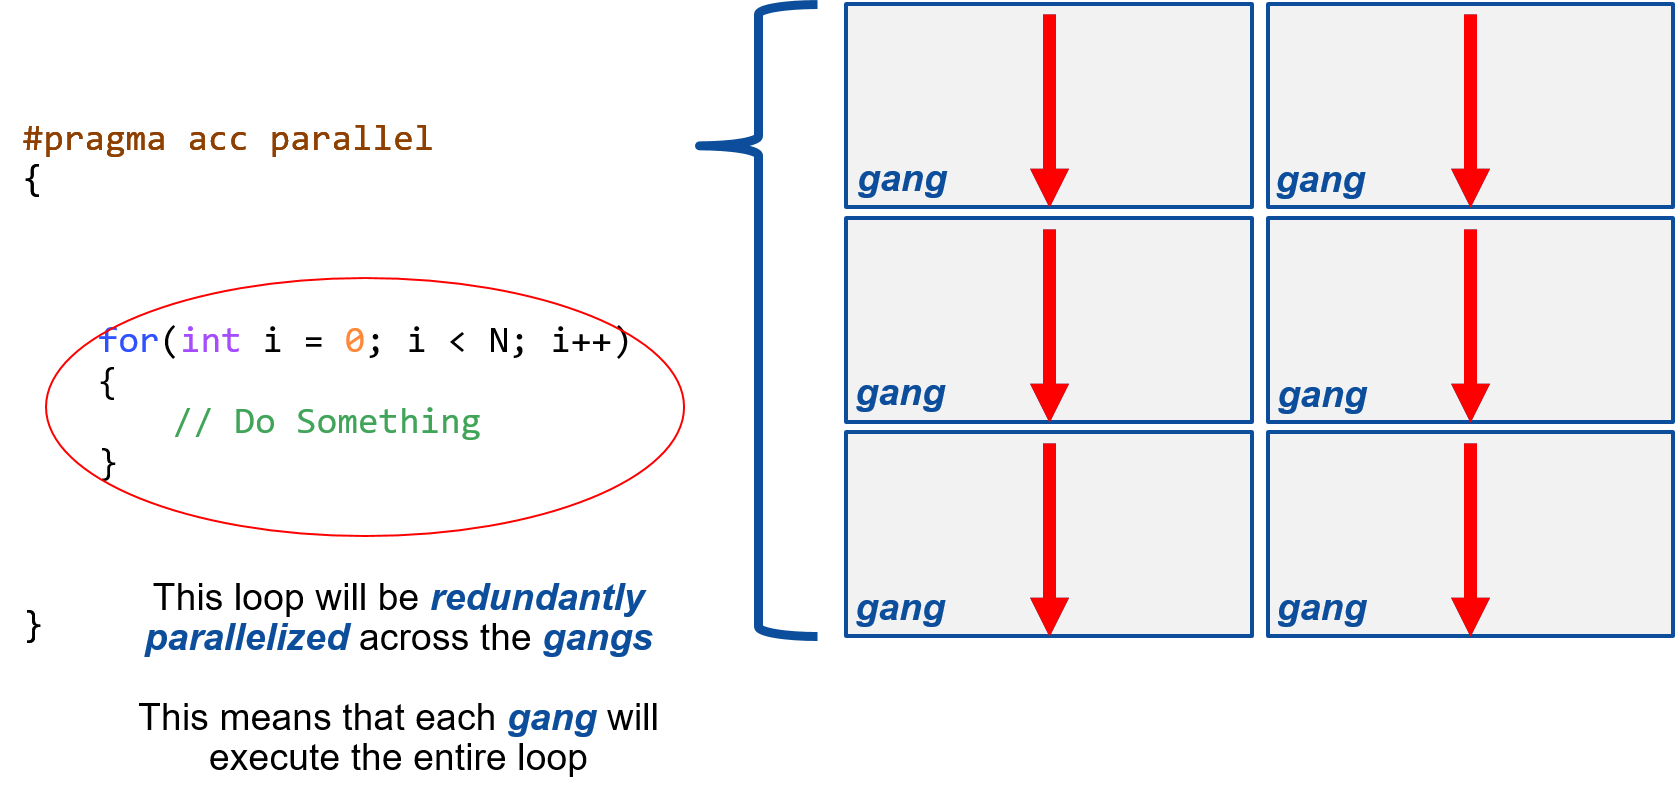 #pragma acc parallel
{
for(int i = 0; i < N; i++)
{
// Do Something
}
}
This loop will be redundantly
parallelized across the gangs
This means that each gang will
execute the entire loop
gang
gang
gang
gang
gang
gang